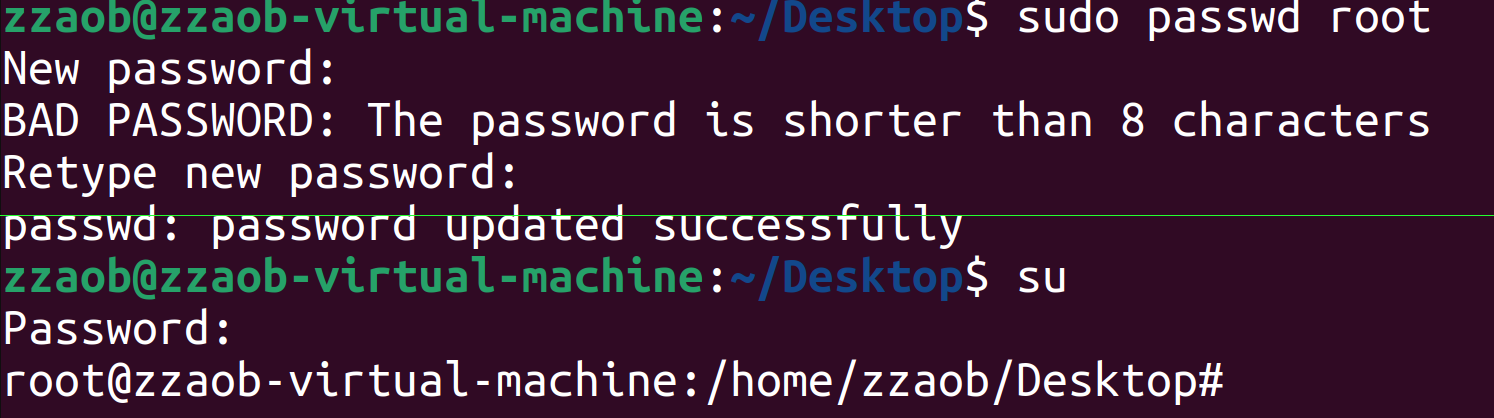 zzaob@zzaob-virtual-machine:~/Desktop$ sudo passwd root
New password:
BAD PASSWORD: The password is shorter than 8 characters
Retype new password:
passwd: password updated successfully
zzaob@zzaob-virtual-machine:~/Desktop$ su
Password:
root@zzaob-virtual-machine:/home/zzaob/Desktop#